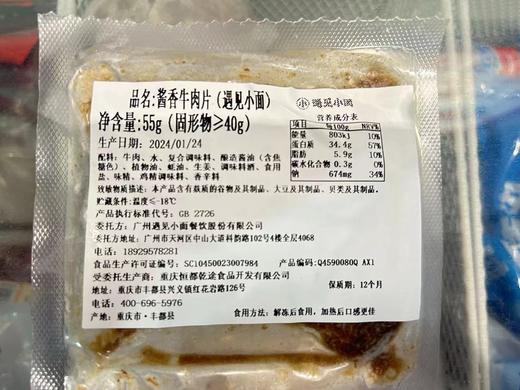 品名:酱香牛肉片(遇见小面)
净含量:55g(固形物≥40g)
生产日期:2024/01/24
小 遇见小面
营养成分表
项目 每100g NRV%
能量 803kJ 10%
蛋白质 34.4g 57%
脂肪 5.9g 10%
碳水化合物 0.3g 0%
钠 674mg 34%
配料:牛肉、水、复合调味料、酿造酱油(含焦
糖色)、植物油、蚝油、生姜、调味料酒、食用
盐、味精、鸡精调味料、香辛料
致敏物质信息:本产品含有麸质的谷物及其制品、大豆及其制品、贝类及其制品。
贮藏条件:温度≤-18℃
产品执行标准代号:GB 2726
委托方:广州遇见小面餐饮股份有限公司
委托方地址:广州市天河区中山大道科韵路102号4楼全层4068
电话:18929578281
食品生产许可证编号:SC10450023007984
产品编号:Q4590080Q AX1
受委托生产商:重庆恒都乾途食品开发有限公司
地址:重庆市丰都县兴义镇红花岩路126号
保质期:12个月
电话:400-696-5976
产地:重庆市·丰都县
食用方法:解冻后食用,加热后口感更佳